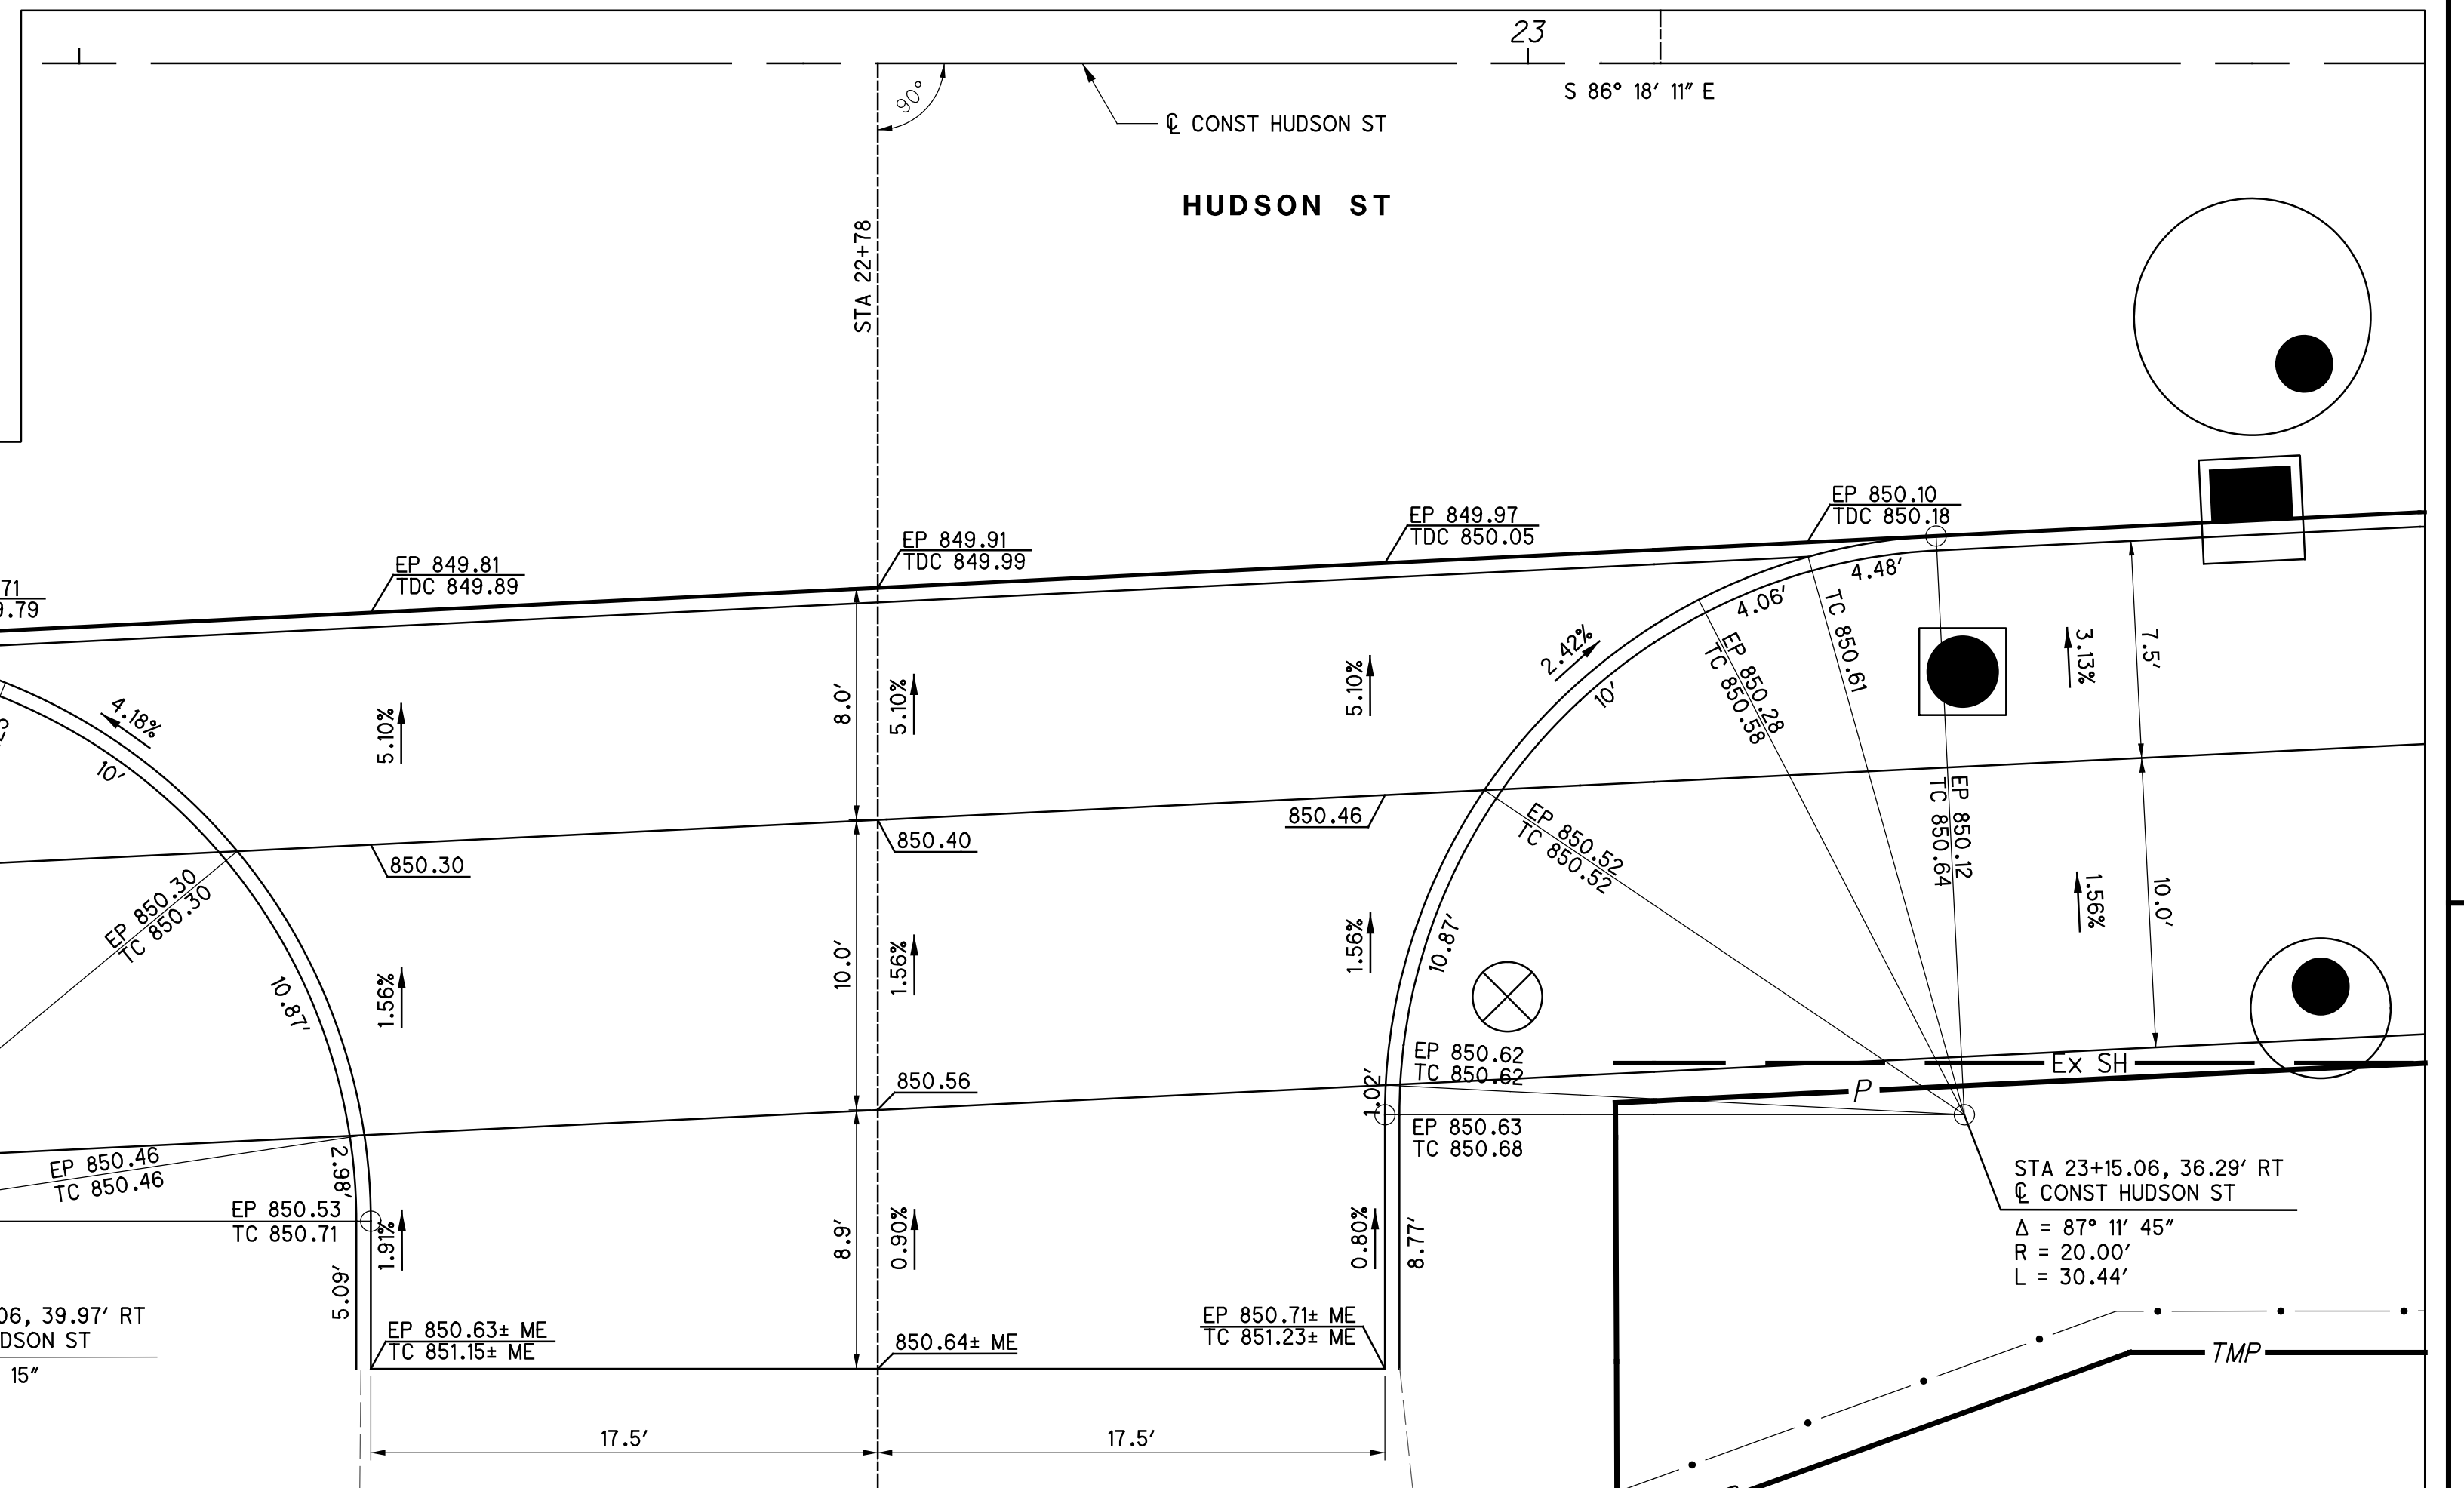 23
S 86° 18' 11" E
90°
℄ CONST HUDSON ST
HUDSON ST
STA 22+78
EP 850.10
TDC 850.18
EP 849.97
TDC 850.05
EP 849.91
TDC 849.99
EP 849.81
TDC 849.89
71
9.79
4.48'
4.06'
TC 850.61
2.42%
EP 850.28
TC 850.58
3.13%
7.5'
8.0'
5.10%
5.10%
5.10%
4.18%
10'
10'
850.46
850.40
850.30
EP 850.52
TC 850.52
EP 850.12
TC 850.64
EP 850.30
TC 850.30
1.56%
10.0'
10.87'
1.56%
10.0'
1.56%
1.56%
10.87'
EP 850.62
TC 850.62
Ex SH
P
1.02'
850.56
EP 850.63
TC 850.68
EP 850.46
TC 850.46
2.98'
EP 850.53
TC 850.71
STA 23+15.06, 36.29' RT
℄ CONST HUDSON ST
Δ = 87° 11' 45"
R = 20.00'
L = 30.44'
1.91%
8.9'
0.90%
0.80%
8.77'
5.09'
06, 39.97' RT
DSON ST
15"
EP 850.63± ME
TC 851.15± ME
850.64± ME
EP 850.71± ME
TC 851.23± ME
TMP
17.5'
17.5'